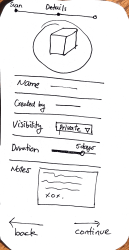 Scan Details
Name
Created by
Visibility Private
Duration 5 days
Notes
xox.
back continue